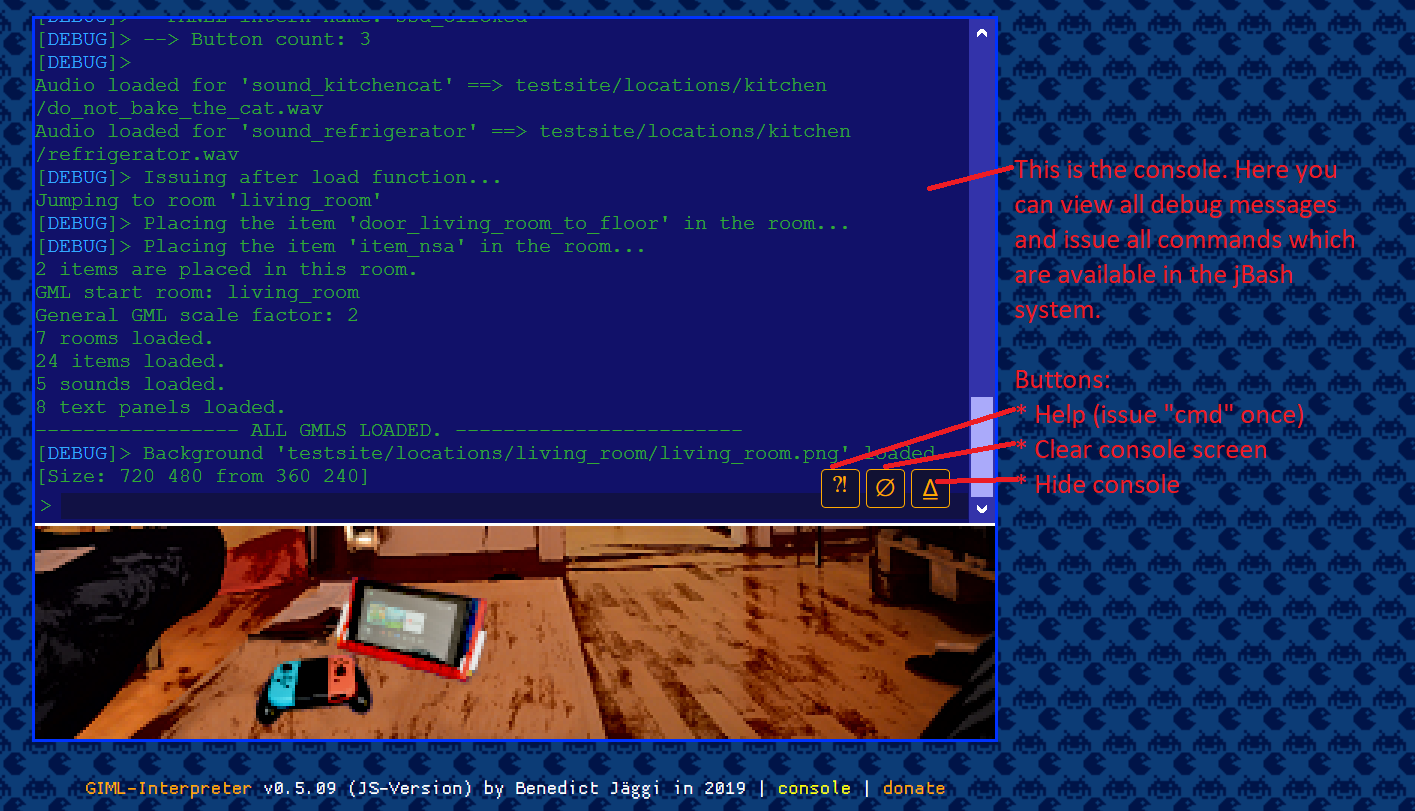 [DEBUG]> --> PANEL intern name: ssd_clicked
[DEBUG]> --> Button count: 3
[DEBUG]>
Audio loaded for 'sound_kitchencat' ==> testsite/locations/kitchen
/do_not_bake_the_cat.wav
Audio loaded for 'sound_refrigerator' ==> testsite/locations/kitchen
/refrigerator.wav
[DEBUG]> Issuing after load function...
Jumping to room 'living_room'
[DEBUG]> Placing the item 'door_living_room_to_floor' in the room...
[DEBUG]> Placing the item 'item_nsa' in the room...
2 items are placed in this room.
GML start room: living_room
General GML scale factor: 2
7 rooms loaded.
24 items loaded.
5 sounds loaded.
8 text panels loaded.
----------------- ALL GMLS LOADED. ------------------------
[DEBUG]> Background 'testsite/locations/living_room/living_room.png' loaded
[Size: 720 480 from 360 240]
>
?! ∅ ∆
This is the console. Here you
can view all debug messages
and issue all commands which
are available in the jBash
system.
Buttons:
* Help (issue "cmd" once)
* Clear console screen
* Hide console
GIML-Interpreter v0.5.09 (JS-Version) by Benedict Jäggi in 2019 | console | donate